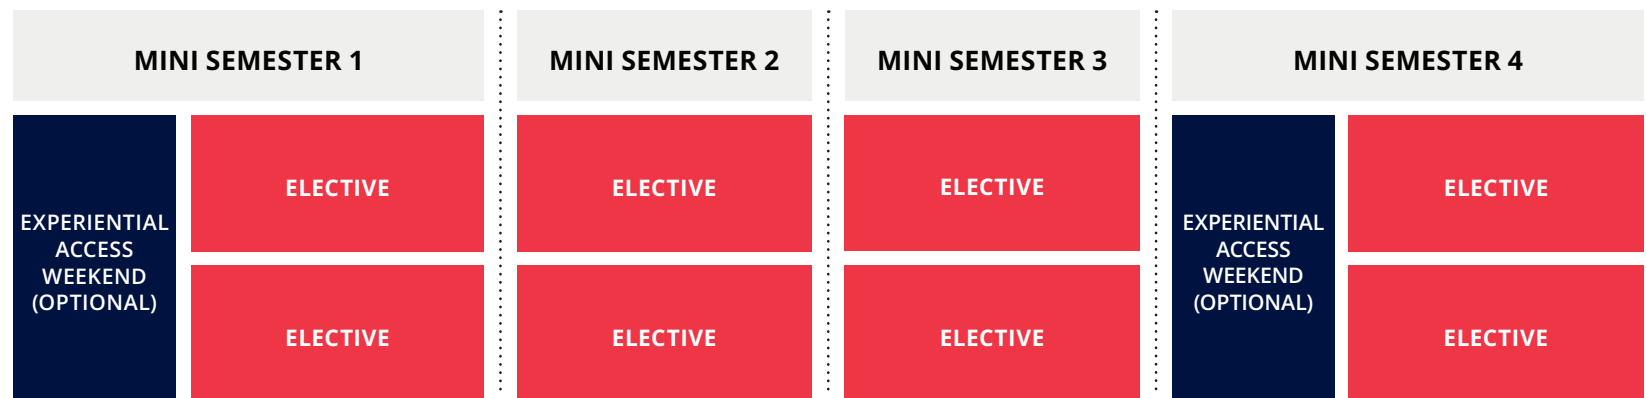 MINI SEMESTER 1
MINI SEMESTER 2
MINI SEMESTER 3
MINI SEMESTER 4
EXPERIENTIAL
ACCESS
WEEKEND
(OPTIONAL)
ELECTIVE
ELECTIVE
ELECTIVE
ELECTIVE
ELECTIVE
ELECTIVE
EXPERIENTIAL
ACCESS
WEEKEND
(OPTIONAL)
ELECTIVE
ELECTIVE